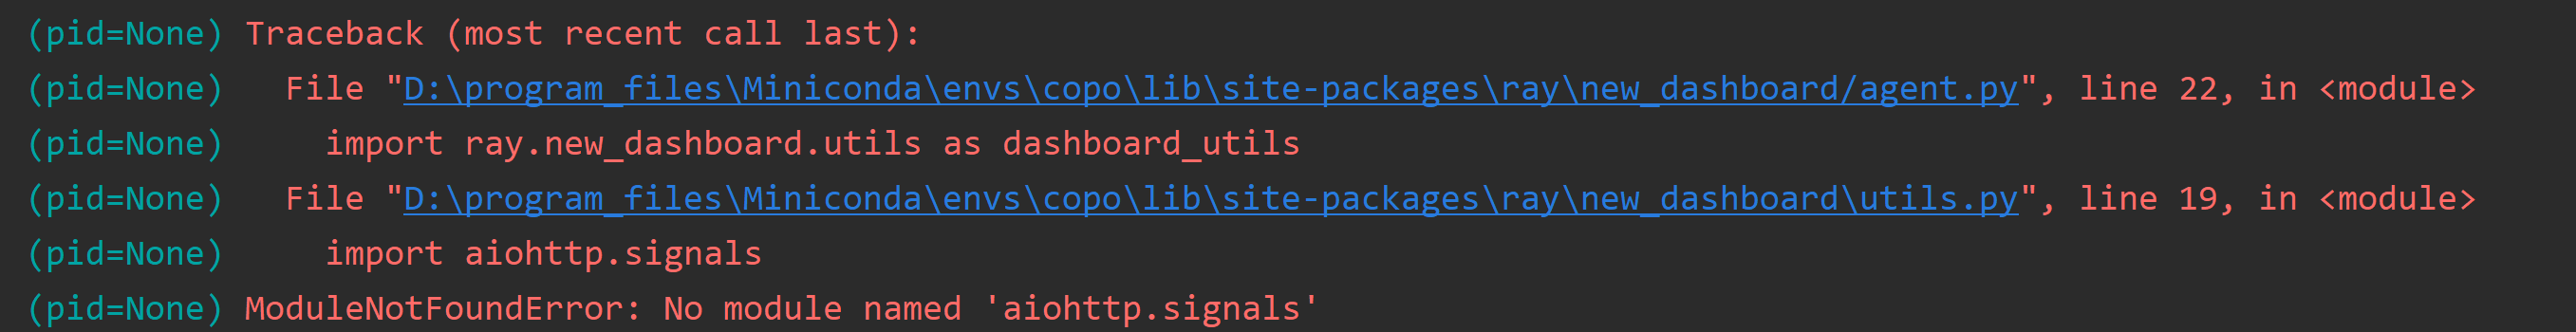 (pid=None) Traceback (most recent call last):
(pid=None)   File "D:\program_files\Miniconda\envs\copo\lib\site-packages\ray\new_dashboard/agent.py", line 22, in <module>
(pid=None)     import ray.new_dashboard.utils as dashboard_utils
(pid=None)   File "D:\program_files\Miniconda\envs\copo\lib\site-packages\ray\new_dashboard\utils.py", line 19, in <module>
(pid=None)     import aiohttp.signals
(pid=None) ModuleNotFoundError: No module named 'aiohttp.signals'